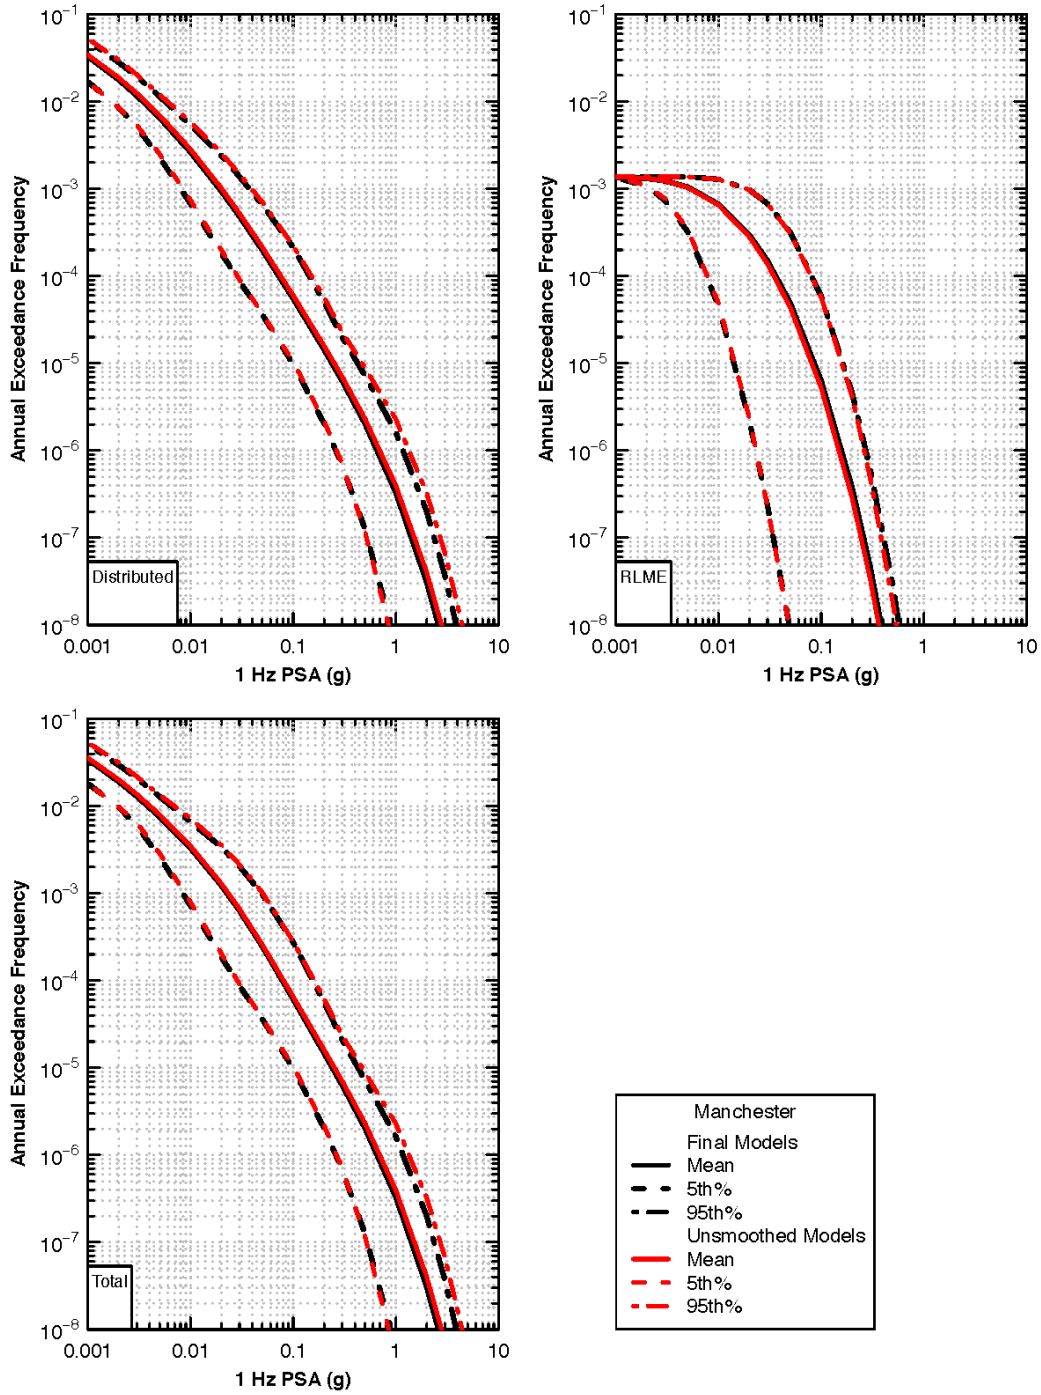 10⁻¹
10⁻²
10⁻³
10⁻⁴
10⁻⁵
10⁻⁶
10⁻⁷
10⁻⁸
Annual Exceedance Frequency
Distributed
0.001 0.01 0.1 1 10
1 Hz PSA (g)
10⁻¹
10⁻²
10⁻³
10⁻⁴
10⁻⁵
10⁻⁶
10⁻⁷
10⁻⁸
Annual Exceedance Frequency
RLME
0.001 0.01 0.1 1 10
1 Hz PSA (g)
10⁻¹
10⁻²
10⁻³
10⁻⁴
10⁻⁵
10⁻⁶
10⁻⁷
10⁻⁸
Annual Exceedance Frequency
Total
0.001 0.01 0.1 1 10
1 Hz PSA (g)
Manchester
Final Models
Mean
5th%
95th%
Unsmoothed Models
Mean
5th%
95th%